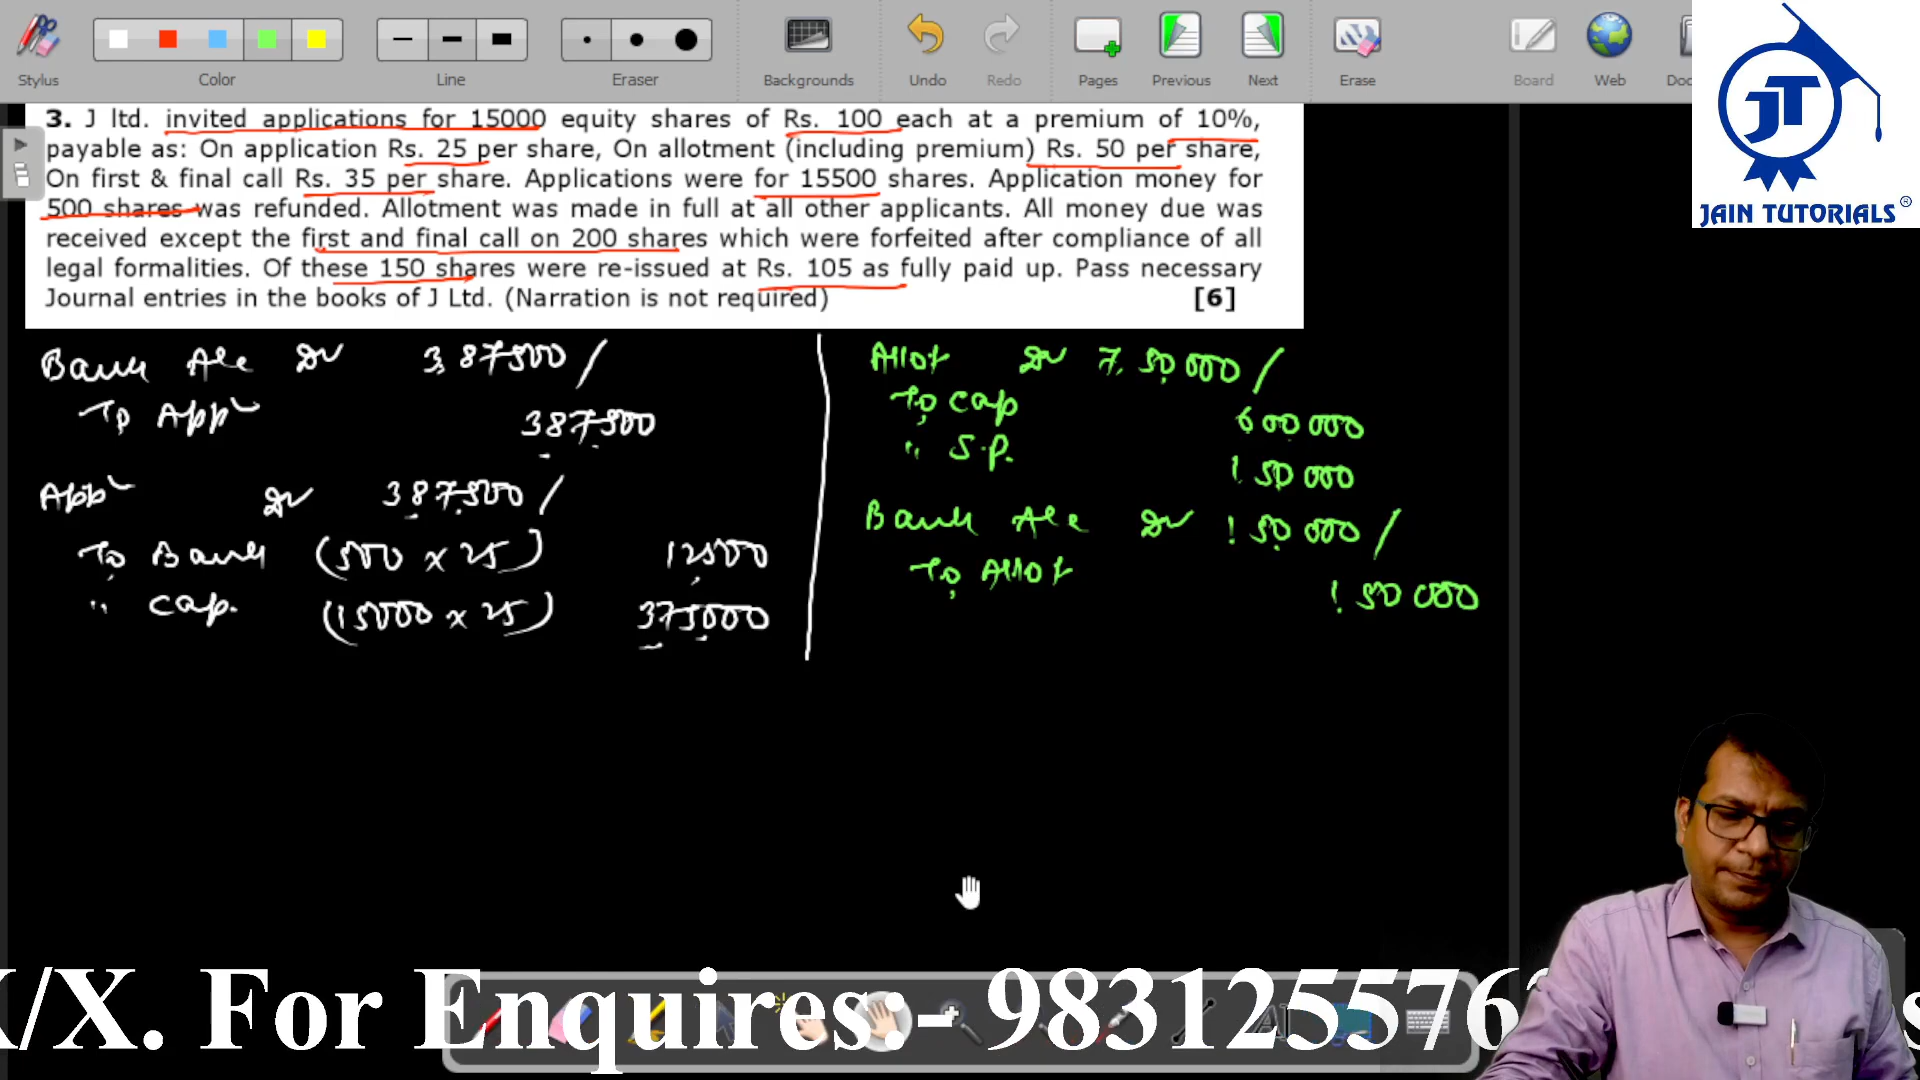 Stylus
Color
Line
Eraser
Backgrounds
Undo
Redo
Pages
Previous
Next
Erase
Board
Web
JT
JAIN TUTORIALS®
3. J ltd. invited applications for 15000 equity shares of Rs. 100 each at a premium of 10%,
payable as: On application Rs. 25 per share, On allotment (including premium) Rs. 50 per share,
On first & final call Rs. 35 per share. Applications were for 15500 shares. Application money for
500 shares was refunded. Allotment was made in full at all other applicants. All money due was
received except the first and final call on 200 shares which were forfeited after compliance of all
legal formalities. Of these 150 shares were re-issued at Rs. 105 as fully paid up. Pass necessary
Journal entries in the books of J Ltd. (Narration is not required) [6]
Bank A/c Dr 3,87500/
To App
387500
App Dr 387500/
To Bank (500 x 25) 12500
" cap. (15000 x 25) 375000
Allot Dr 7,50,000/
To cap 600000
" S.P. 150000
Bank A/c Dr 150000/
To Allot 150000
/X. For Enquires:- 983125576